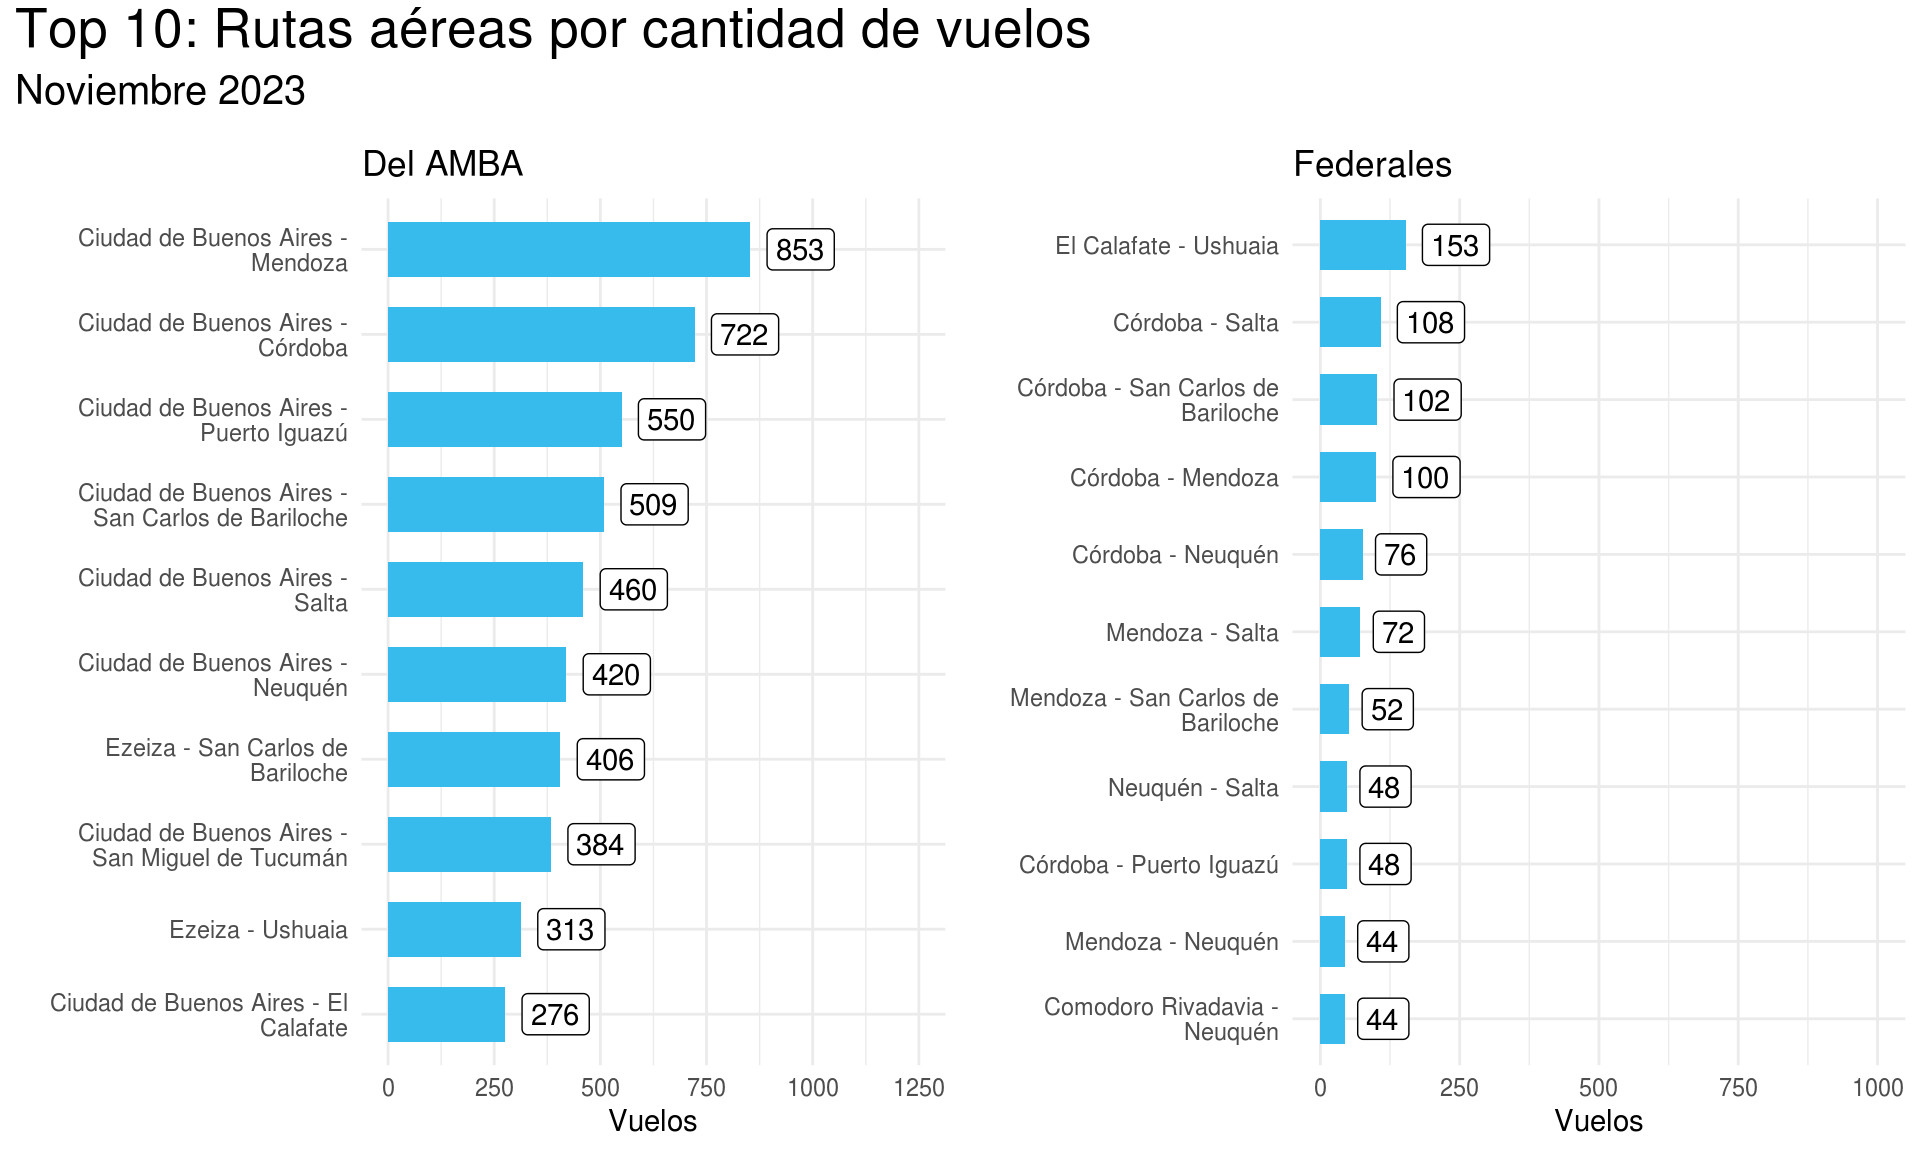 Top 10: Rutas aéreas por cantidad de vuelos
Noviembre 2023
Del AMBA
Ciudad de Buenos Aires -
Mendoza
853
Ciudad de Buenos Aires -
Córdoba
722
Ciudad de Buenos Aires -
Puerto Iguazú
550
Ciudad de Buenos Aires -
San Carlos de Bariloche
509
Ciudad de Buenos Aires -
Salta
460
Ciudad de Buenos Aires -
Neuquén
420
Ezeiza - San Carlos de
Bariloche
406
Ciudad de Buenos Aires -
San Miguel de Tucumán
384
Ezeiza - Ushuaia
313
Ciudad de Buenos Aires - El
Calafate
276
0 250 500 750 1000 1250
Vuelos
Federales
El Calafate - Ushuaia
153
Córdoba - Salta
108
Córdoba - San Carlos de
Bariloche
102
Córdoba - Mendoza
100
Córdoba - Neuquén
76
Mendoza - Salta
72
Mendoza - San Carlos de
Bariloche
52
Neuquén - Salta
48
Córdoba - Puerto Iguazú
48
Mendoza - Neuquén
44
Comodoro Rivadavia -
Neuquén
44
0 250 500 750 1000
Vuelos